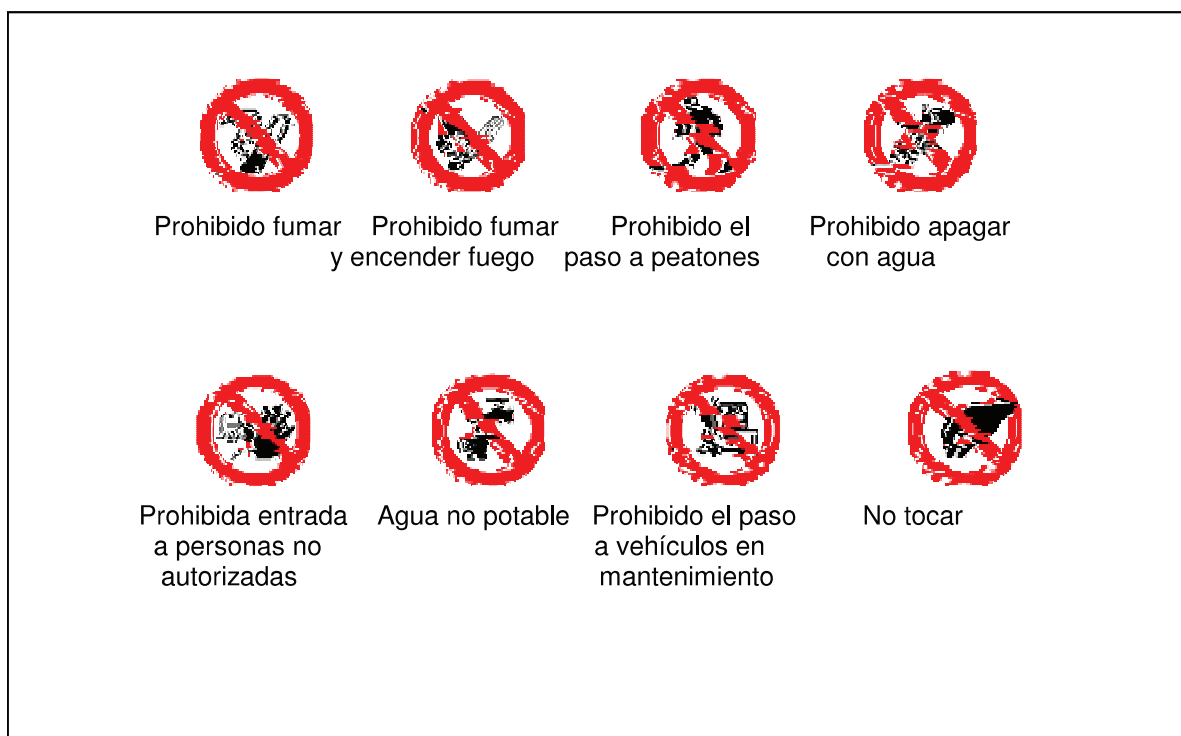 Prohibido fumar
Prohibido fumar
y encender fuego
Prohibido el
paso a peatones
Prohibido apagar
con agua
Prohibida entrada
a personas no
autorizadas
Agua no potable
Prohibido el paso
a vehículos en
mantenimiento
No tocar